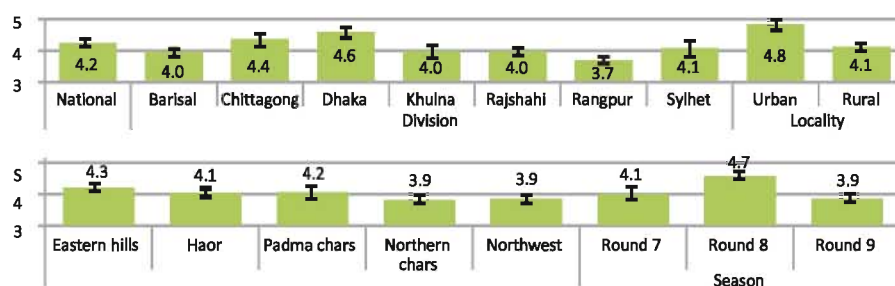 5
4
3
4.2 4.0 4.4 4.6 4.0 4.0 3.7 4.1 4.8 4.1
National Barisal Chittagong Dhaka Khulna Rajshahi Rangpur Sylhet Urban Rural
Division Locality
5
4
3
4.3 4.1 4.2 3.9 3.9 4.1 4.7 3.9
Eastern hills Haor Padma chars Northern chars Northwest Round 7 Round 8 Round 9
Season